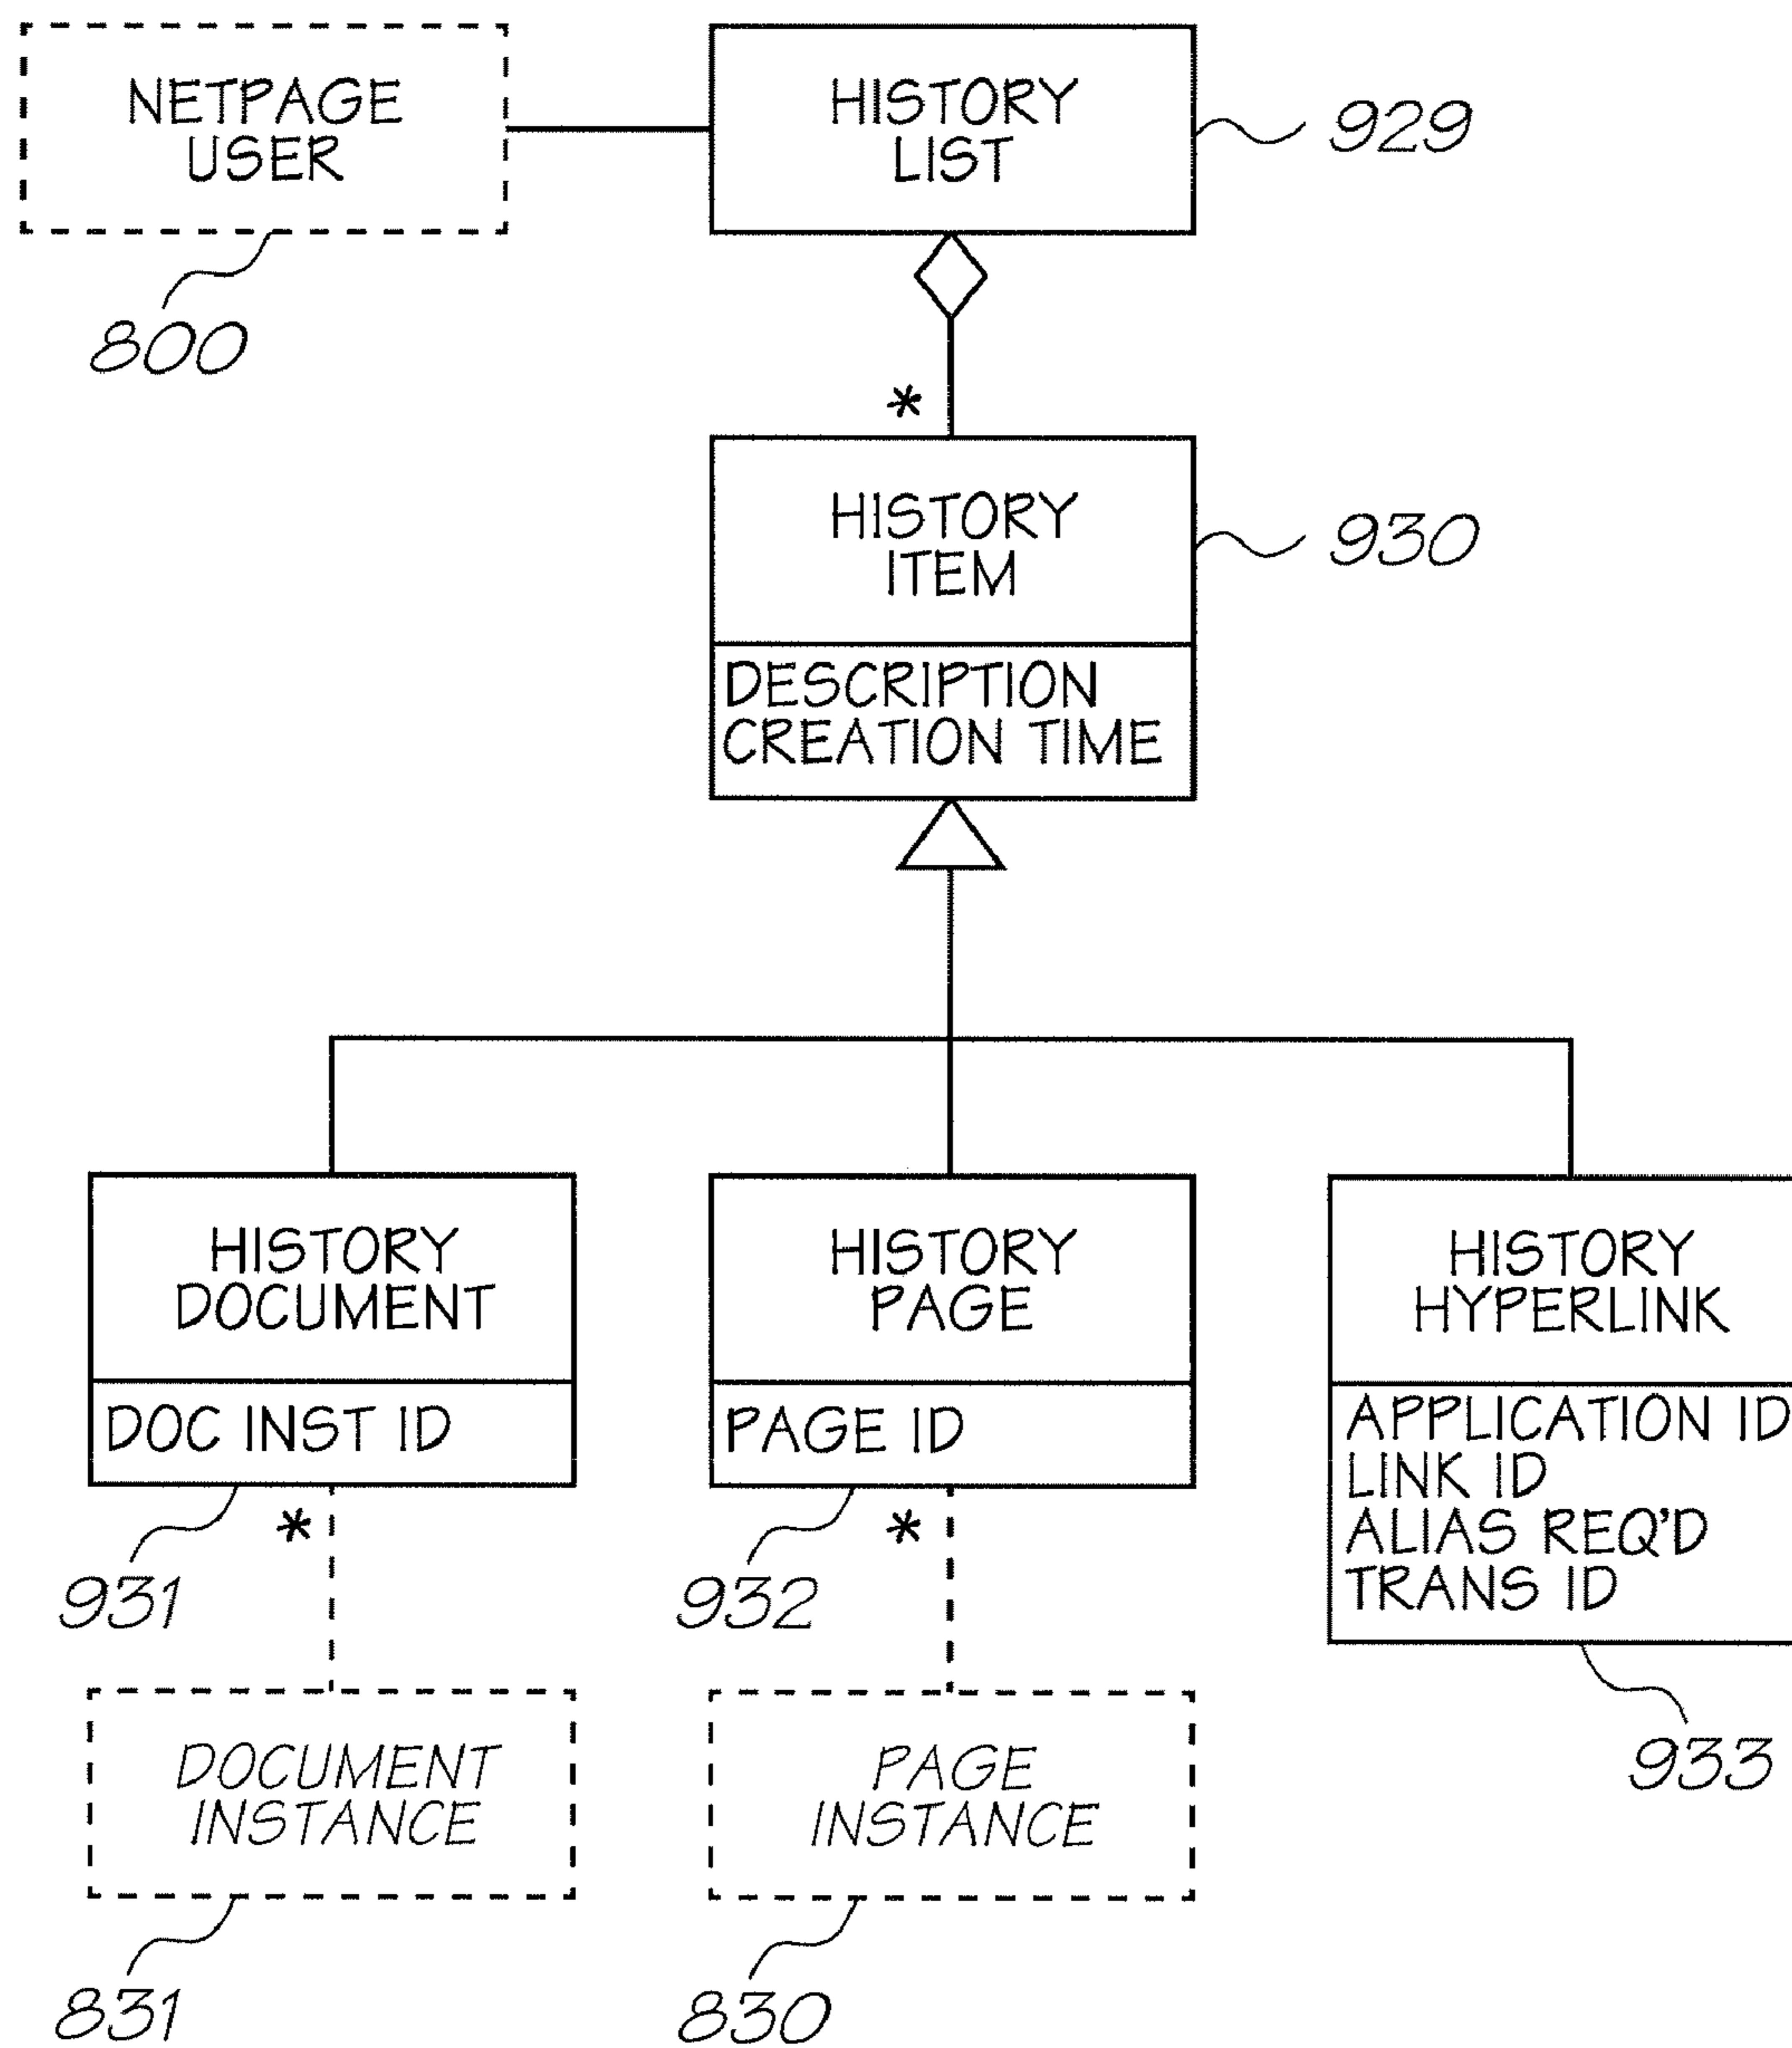 NETPAGE
USER
800
HISTORY
LIST
929
*
HISTORY
ITEM
930
DESCRIPTION
CREATION TIME
HISTORY
DOCUMENT
DOC INST ID
*
931
HISTORY
PAGE
PAGE ID
*
932
HISTORY
HYPERLINK
APPLICATION ID
LINK ID
ALIAS REQ'D
TRANS ID
933
DOCUMENT
INSTANCE
831
PAGE
INSTANCE
830